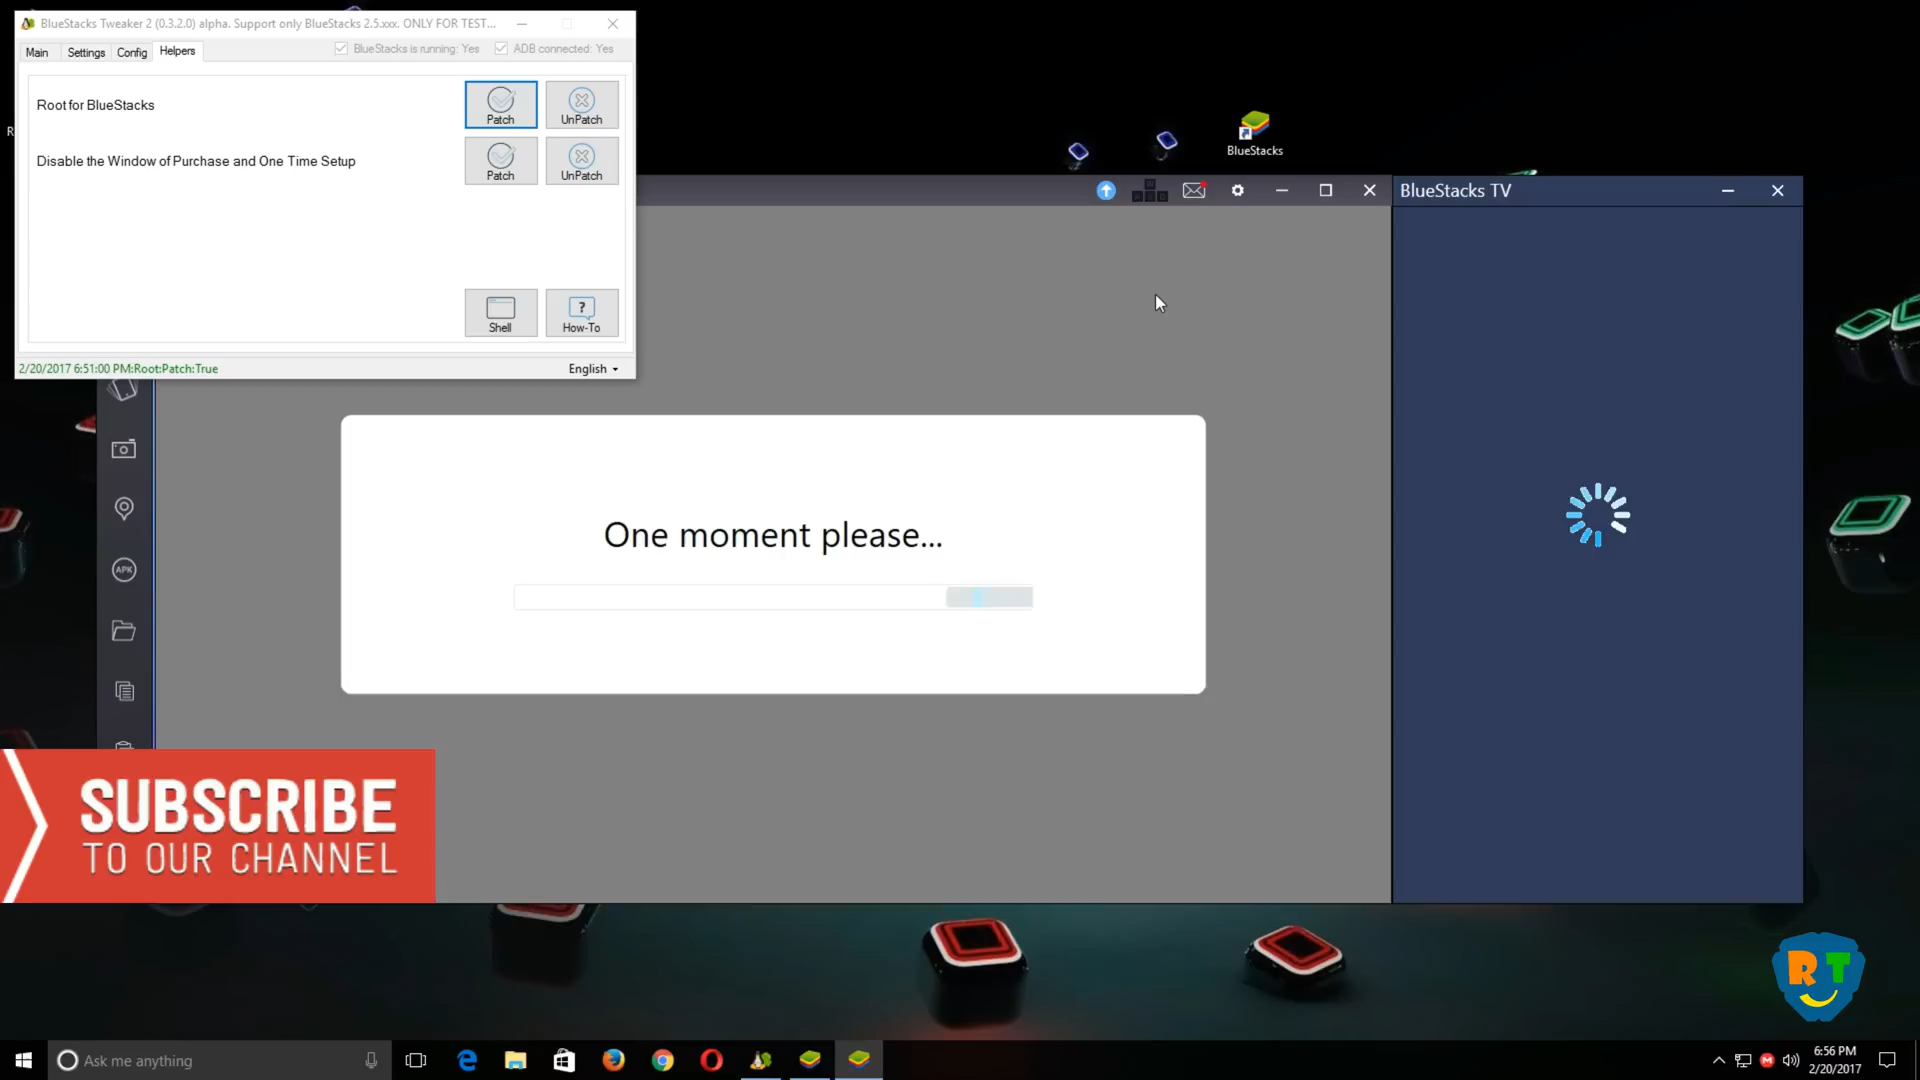 BlueStacks Tweaker 2 (0.3.2.0) alpha. Support only BlueStacks 2.5.xxx. ONLY FOR TEST...
Main
Settings
Config
Helpers
BlueStacks is running: Yes
ADB connected: Yes
Root for BlueStacks
Patch
UnPatch
Disable the Window of Purchase and One Time Setup
Patch
UnPatch
Shell
How-To
2/20/2017 6:51:00 PM:Root:Patch:True
English
R
BlueStacks
BlueStacks TV
APK
One moment please...
SUBSCRIBE
TO OUR CHANNEL
RT
Ask me anything
6:56 PM
2/20/2017